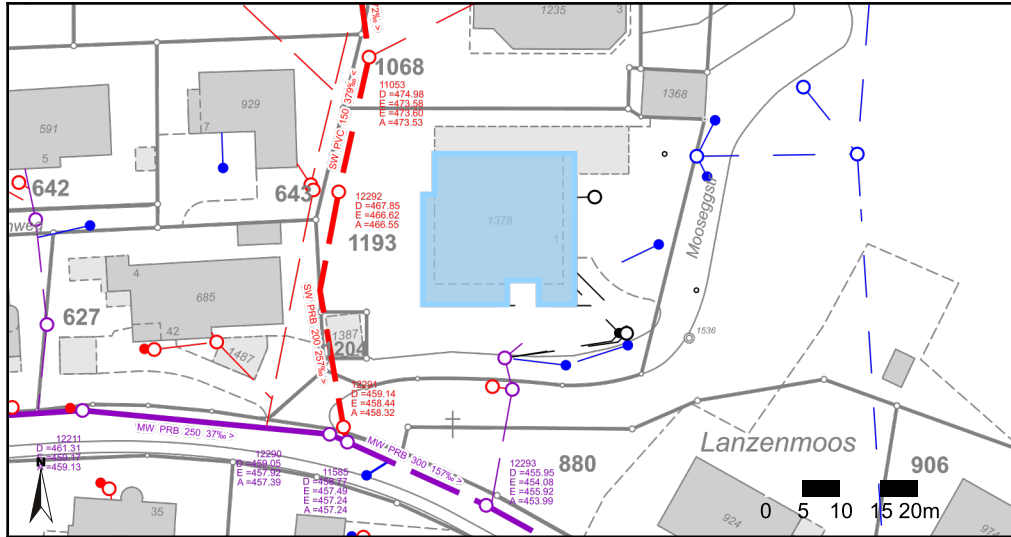 1235
3
72‰ >
1068
11053
D =474.98
E =473.58
E =473.60
A =473.53
929
7
591
5
1368
SW PVC 150 379‰ <
642
643
12292
D =467.85
E =466.62
A =466.55
1193
1378
1
Mooseggstr
nweg
4
685
42
627
SW PRB 200 257‰ >
1387
1204
1487
1536
12291
D =459.14
E =458.44
A =458.32
MW PRB 250 37‰ >
MW PRB 300 157‰ >
12211
D =461.31
E =459.17
A =459.13
12290
D =459.05
E =457.92
A =457.39
11585
D =458.77
E =457.49
E =457.24
A =457.24
12293
D =455.95
E =454.08
E =455.92
A =453.99
880
Lanzenmoos
906
N
35
924
974
0 5 10 15 20m